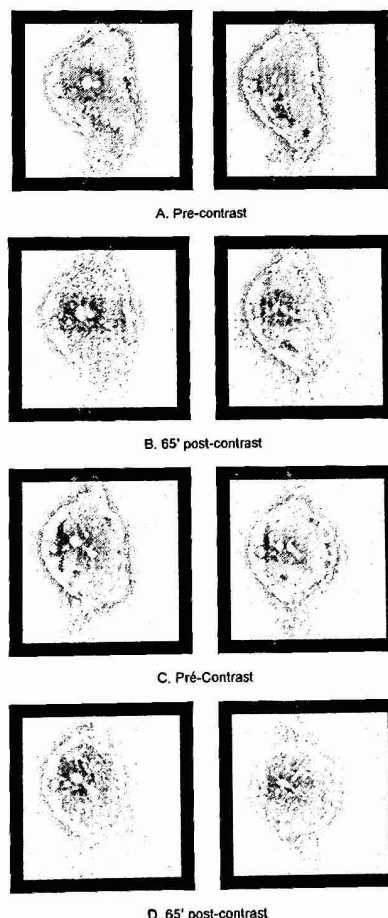 A. Pre-contrast
B. 65' post-contrast
C. Pré-Contrast
D. 65' post-contrast